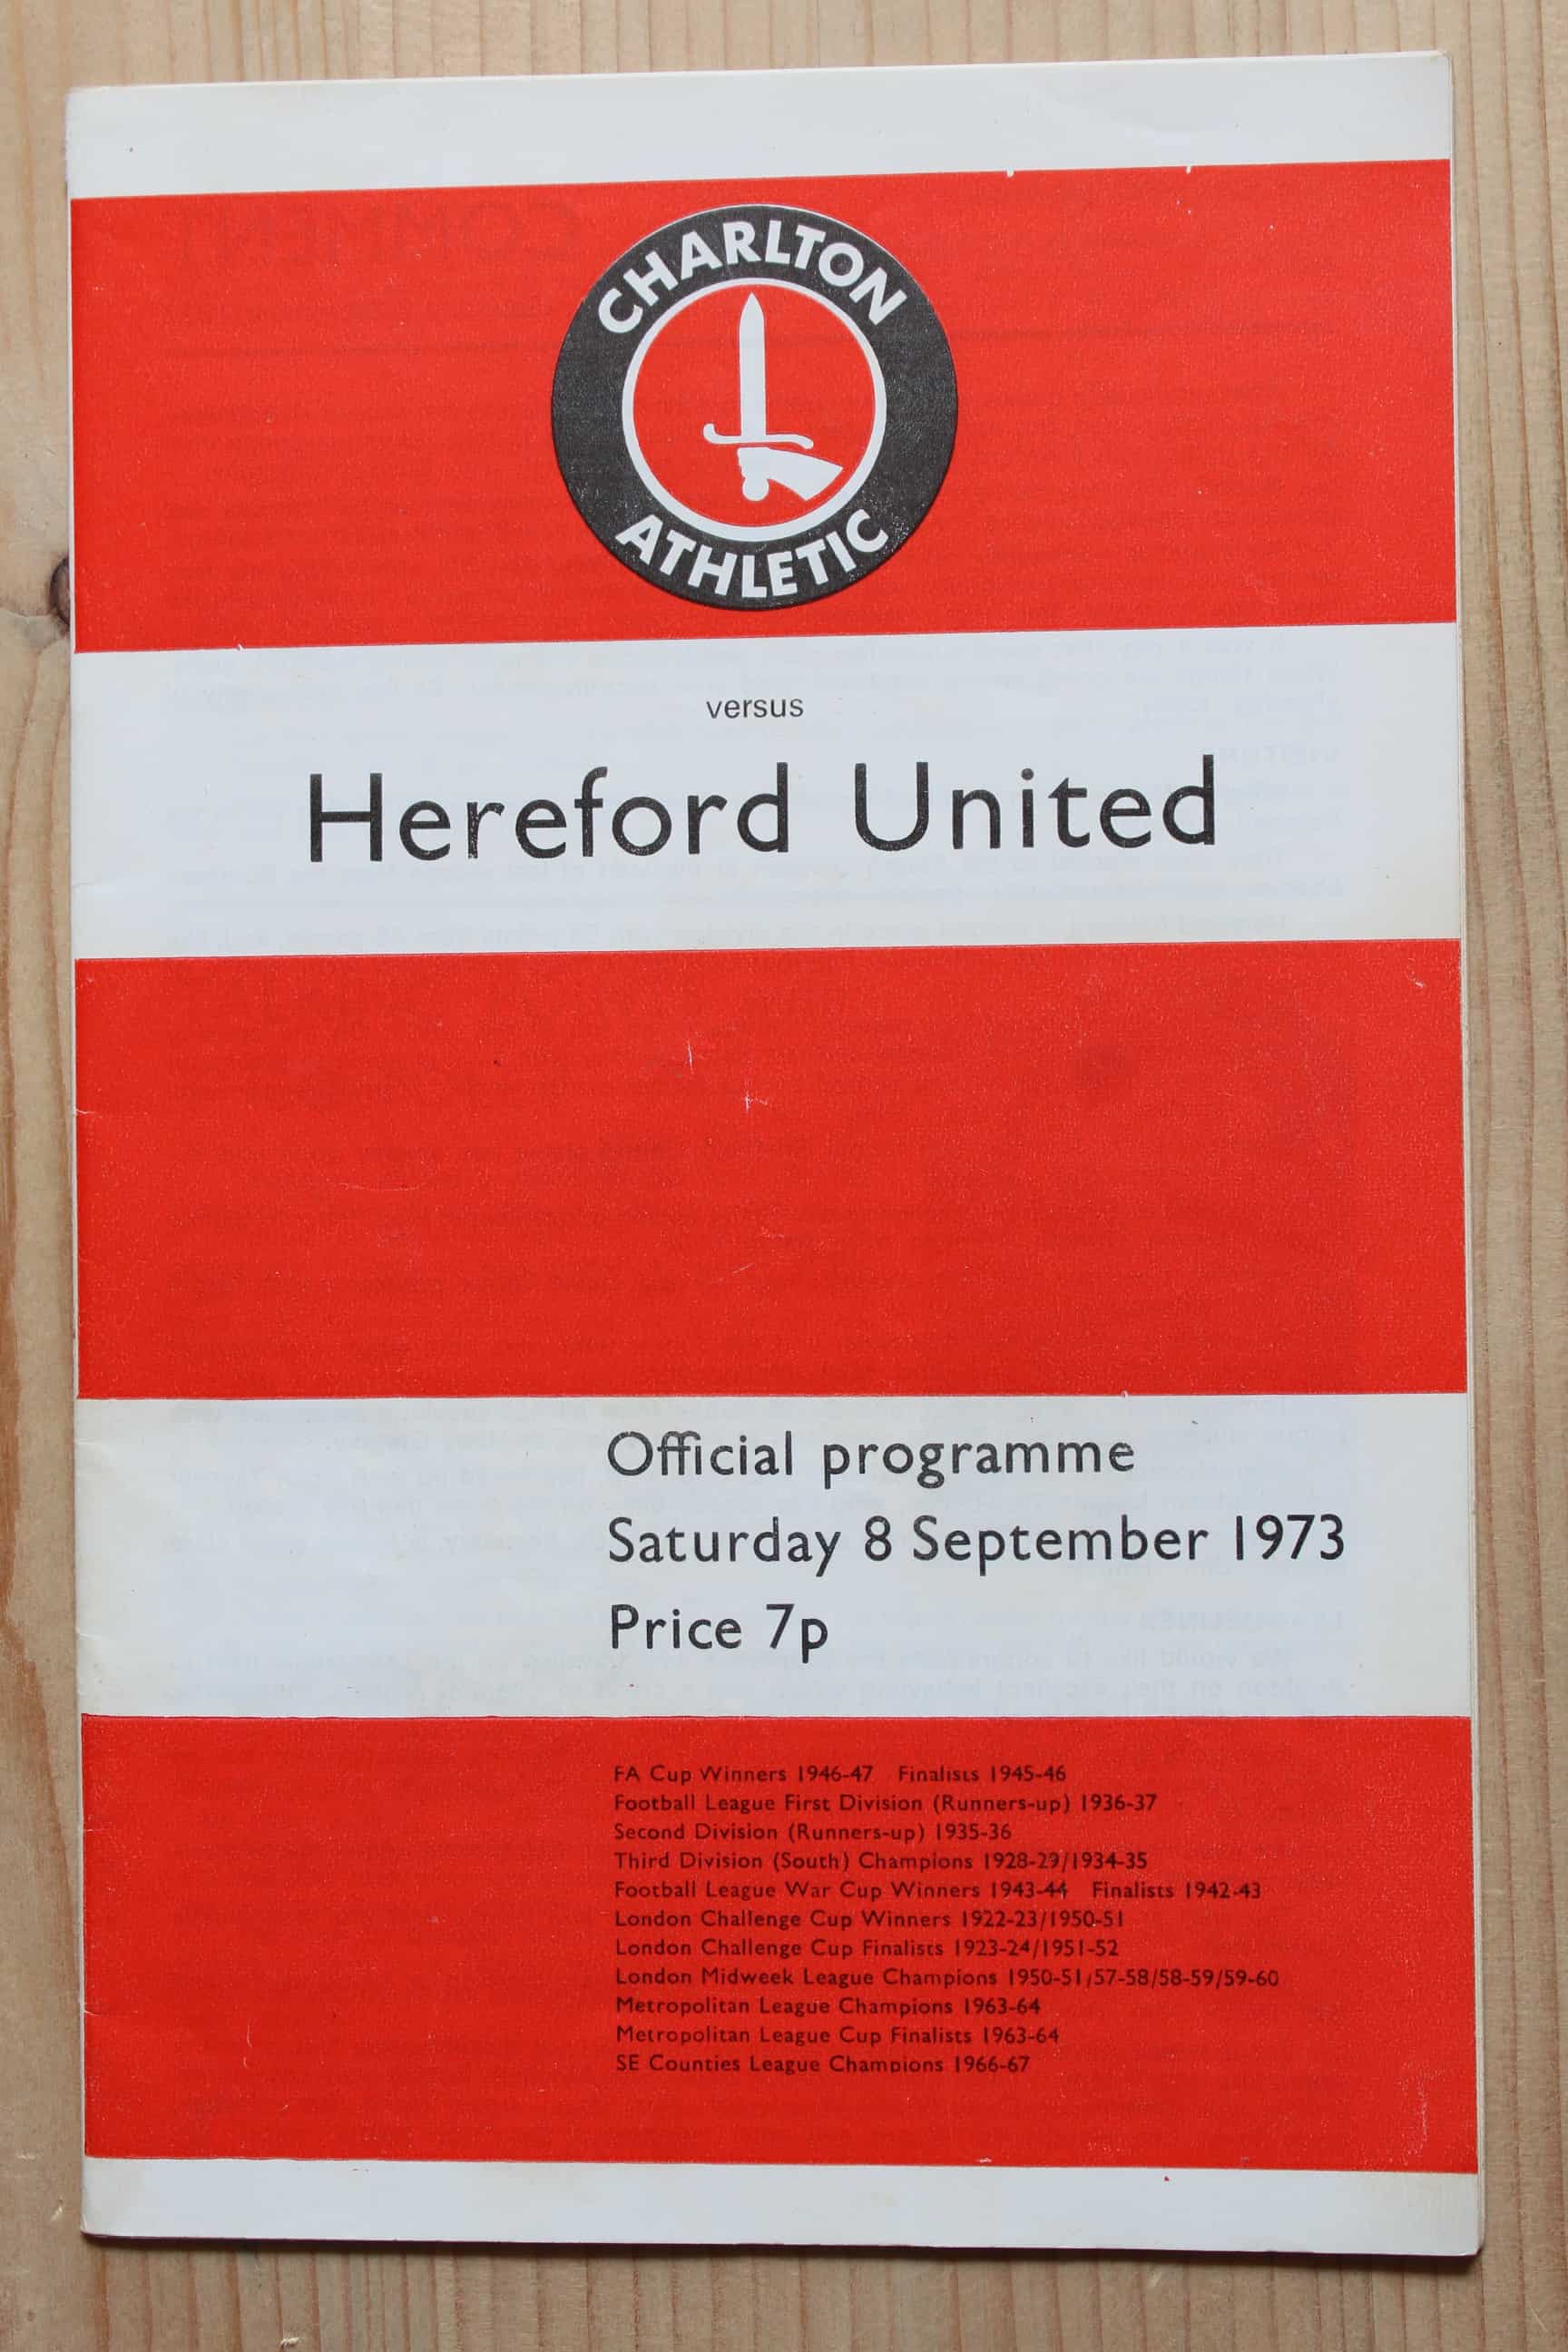 CHARLTON
ATHLETIC
versus
Hereford United
Official programme
Saturday 8 September 1973
Price 7p
FA Cup Winners 1946-47 Finalists 1945-46
Football League First Division (Runners-up) 1936-37
Second Division (Runners-up) 1935-36
Third Division (South) Champions 1928-29/1934-35
Football League War Cup Winners 1943-44 Finalists 1942-43
London Challenge Cup Winners 1922-23/1950-51
London Challenge Cup Finalists 1923-24/1951-52
London Midweek League Champions 1950-51/57-58/58-59/59-60
Metropolitan League Champions 1963-64
Metropolitan League Cup Finalists 1963-64
SE Counties League Champions 1966-67